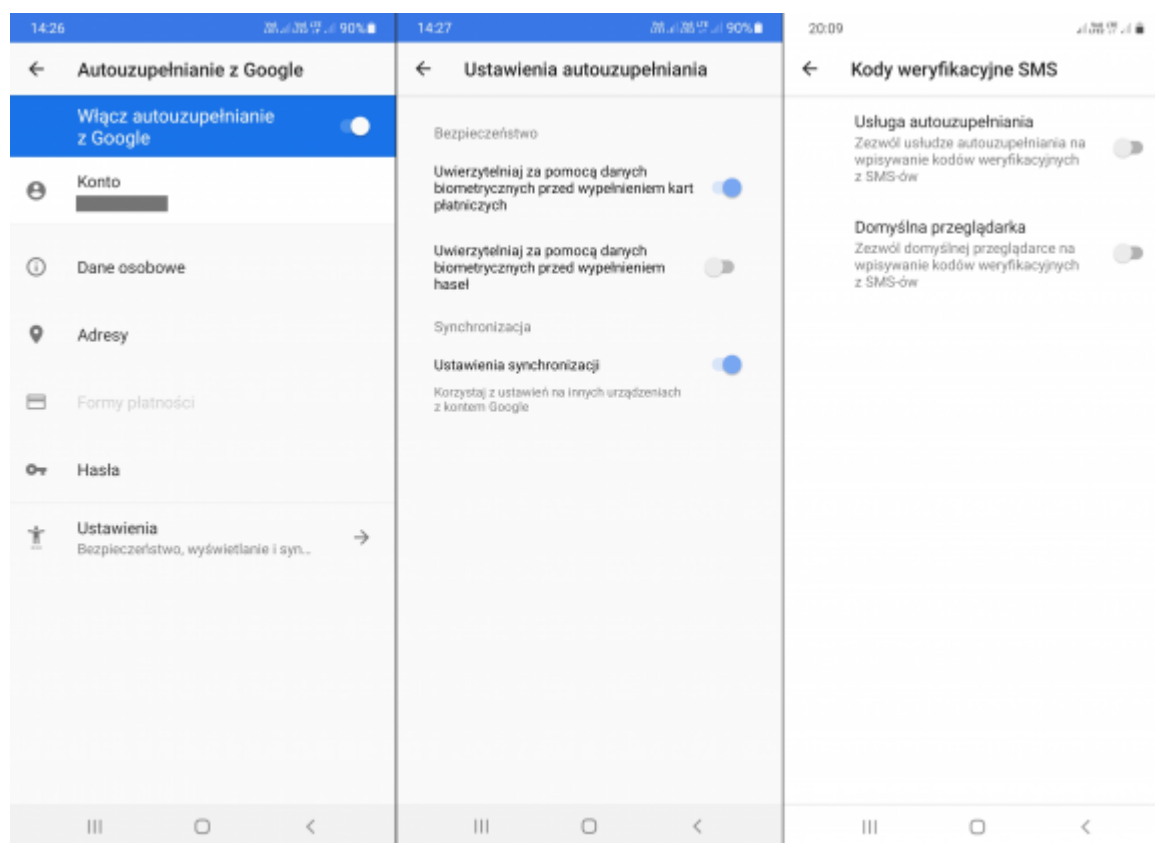 14:26
90%
Autouzupełnianie z Google
Włącz autouzupełnianie
z Google
Konto
Dane osobowe
Adresy
Formy płatności
Hasła
Ustawienia
Bezpieczeństwo, wyświetlanie i syn...
14:27
90%
Ustawienia autouzupełniania
Bezpieczeństwo
Uwierzytelniaj za pomocą danych
biometrycznych przed wypełnieniem kart
płatniczych
Uwierzytelniaj za pomocą danych
biometrycznych przed wypełnieniem
haseł
Synchronizacja
Ustawienia synchronizacji
Korzystaj z ustawień na innych urządzeniach
z kontem Google
20:09
Kody weryfikacyjne SMS
Usługa autouzupełniania
Zezwól usłudze autouzupełniania na
wpisywanie kodów weryfikacyjnych
z SMS-ów
Domyślna przeglądarka
Zezwól domyślnej przeglądarce na
wpisywanie kodów weryfikacyjnych
z SMS-ów